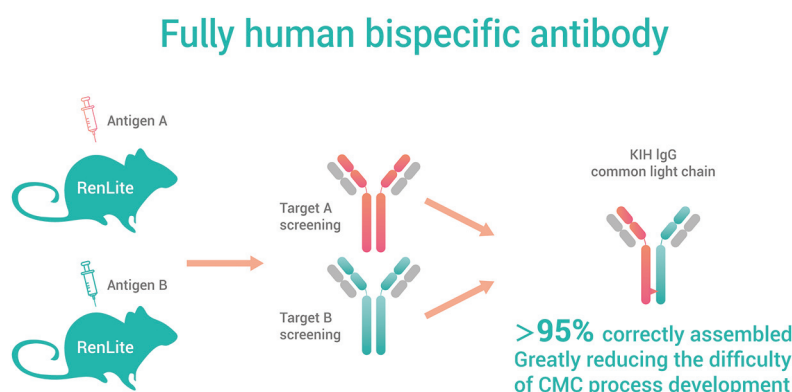 Fully human bispecific antibody
Antigen A
RenLite
Antigen B
RenLite
Target A
screening
Target B
screening
KIH lgG
common light chain
>95% correctly assembled
Greatly reducing the difficulty
of CMC process development